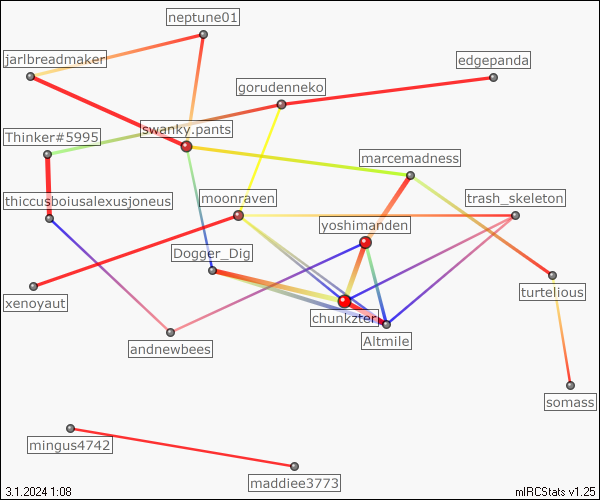 neptune01
jarlbreadmaker
edgepanda
gorudenneko
swanky.pants
Thinker#5995
marcemadness
thiccusboiusalexusjoneus
moonraven
trash_skeleton
yoshimanden
Dogger_Dig
xenoyaut
turtelious
chunkzter
Altmile
andnewbees
somass
mingus4742
maddiee3773
3.1.2024 1:08
mIRCStats v1.25